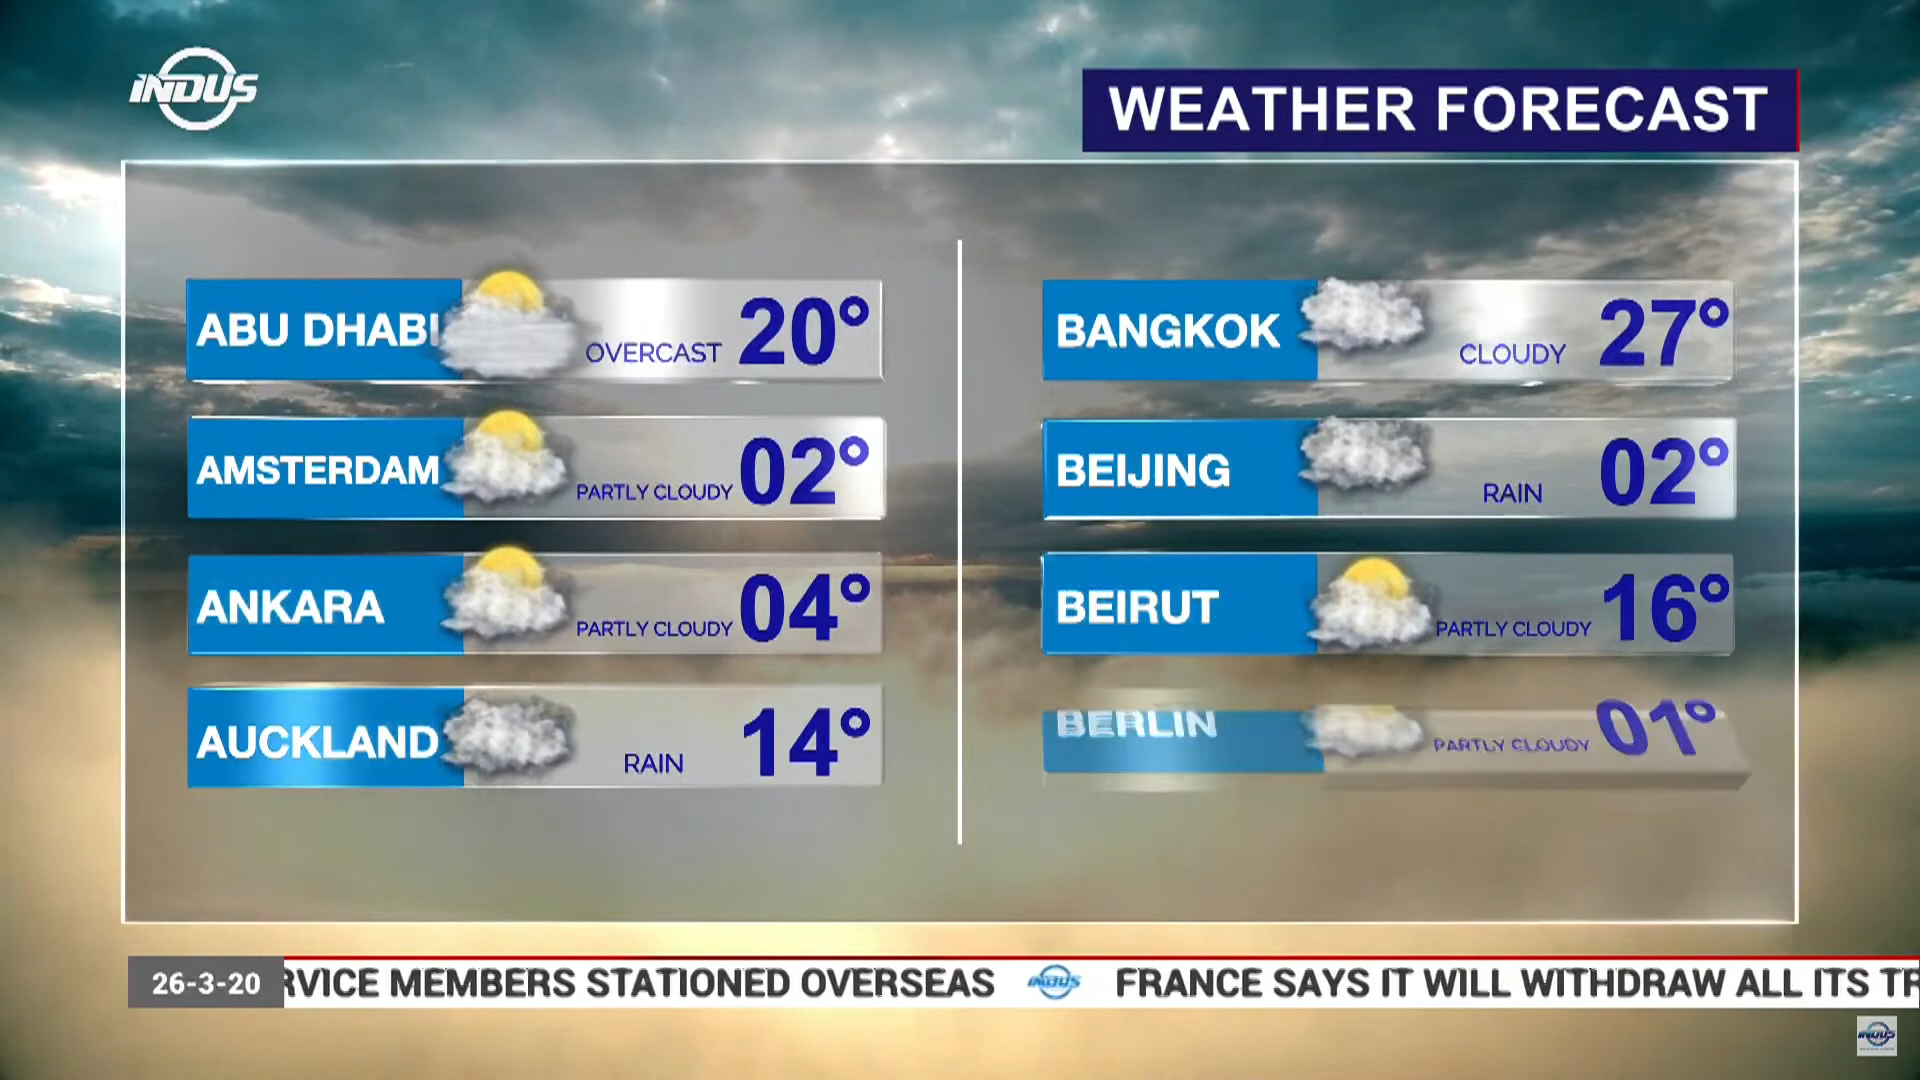 INDUS
WEATHER FORECAST
ABU DHABI OVERCAST 20°
AMSTERDAM PARTLY CLOUDY 02°
ANKARA PARTLY CLOUDY 04°
AUCKLAND RAIN 14°
BANGKOK CLOUDY 27°
BEIJING RAIN 02°
BEIRUT PARTLY CLOUDY 16°
BERLIN PARTLY CLOUDY 01°
26-3-20 RVICE MEMBERS STATIONED OVERSEAS INDUS FRANCE SAYS IT WILL WITHDRAW ALL ITS TR
INDUS